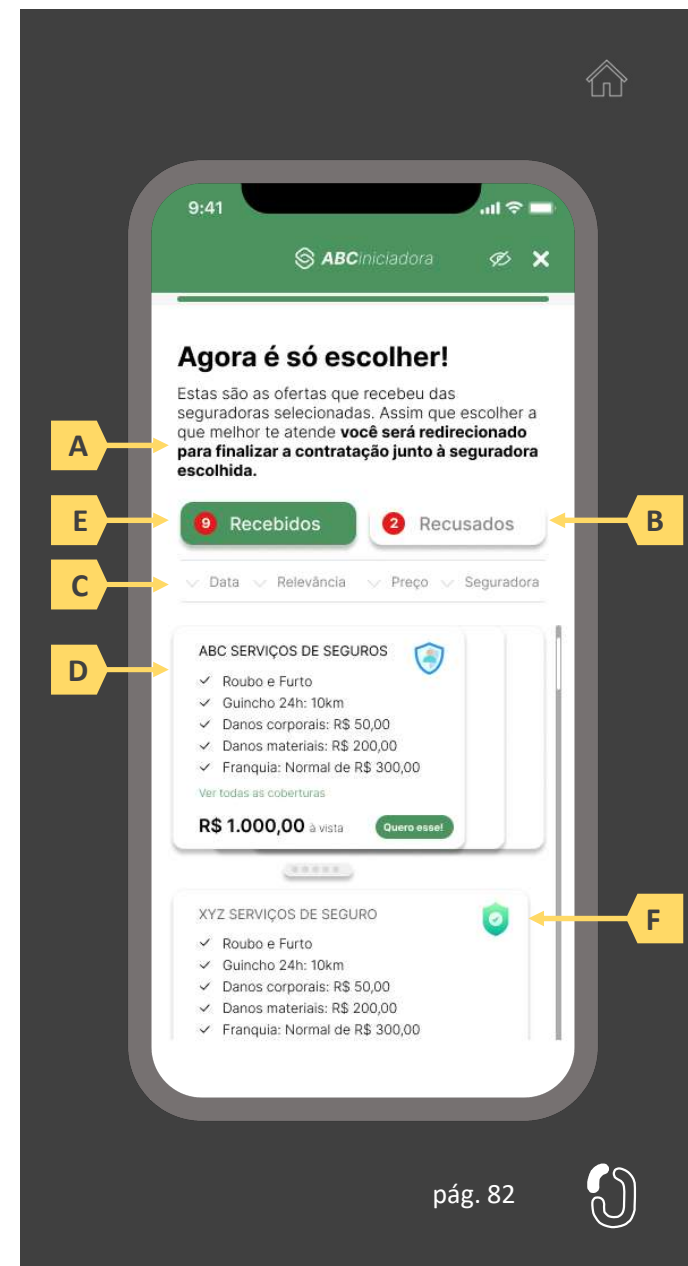 9:41
ABCiniciadora
Agora é só escolher!
Estas são as ofertas que recebeu das
seguradoras selecionadas. Assim que escolher a
que melhor te atende você será redirecionado
para finalizar a contratação junto à seguradora
escolhida.
A
E
9 Recebidos
2 Recusados
B
C
Data Relevância Preço Seguradora
D
ABC SERVIÇOS DE SEGUROS
Roubo e Furto
Guincho 24h: 10km
Danos corporais: R$ 50,00
Danos materiais: R$ 200,00
Franquia: Normal de R$ 300,00
Ver todas as coberturas
R$ 1.000,00 à vista Quero esse!
XYZ SERVIÇOS DE SEGURO
F
Roubo e Furto
Guincho 24h: 10km
Danos corporais: R$ 50,00
Danos materiais: R$ 200,00
Franquia: Normal de R$ 300,00
pág. 82